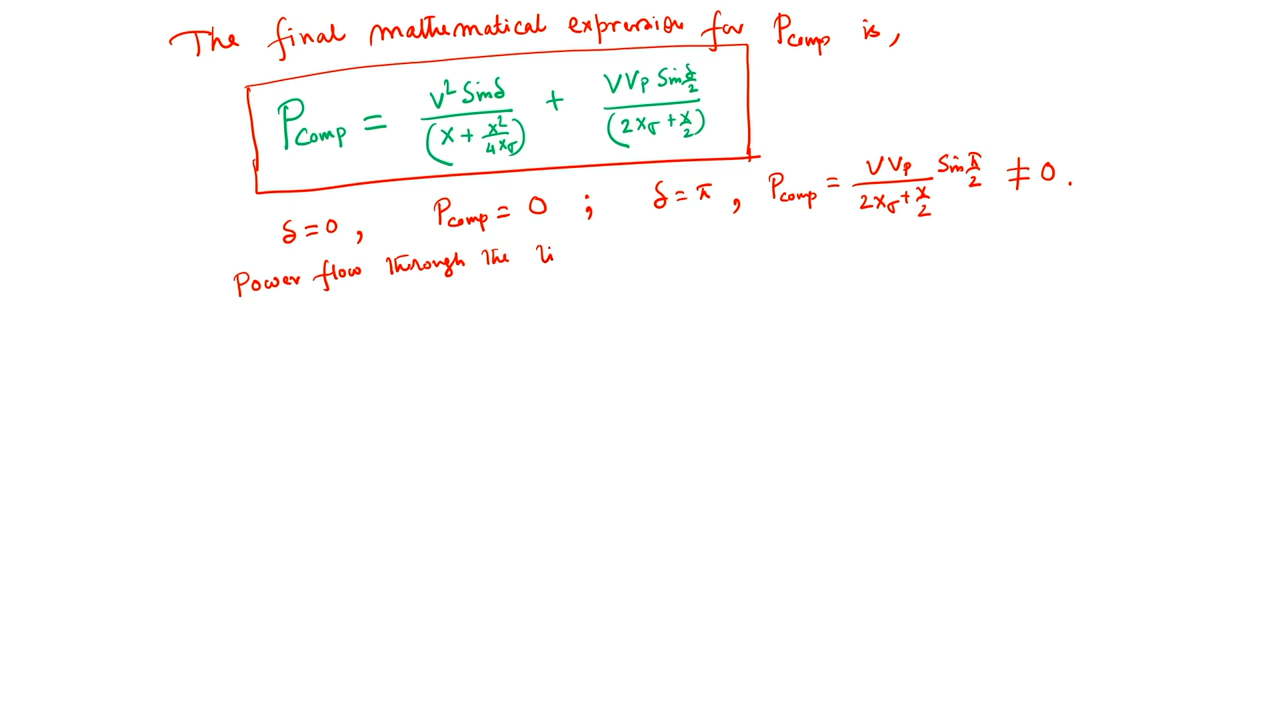 The final mathematical expression for Pcomp is,
Pcomp = V² Sinδ / (X + X²/4Xσ) + VVp Sin δ/2 / (2Xσ + X/2)
δ = 0, Pcomp = 0 ; δ = π, Pcomp = VVp / (2Xσ + X/2) Sin π/2 ≠ 0.
Power flow through the li